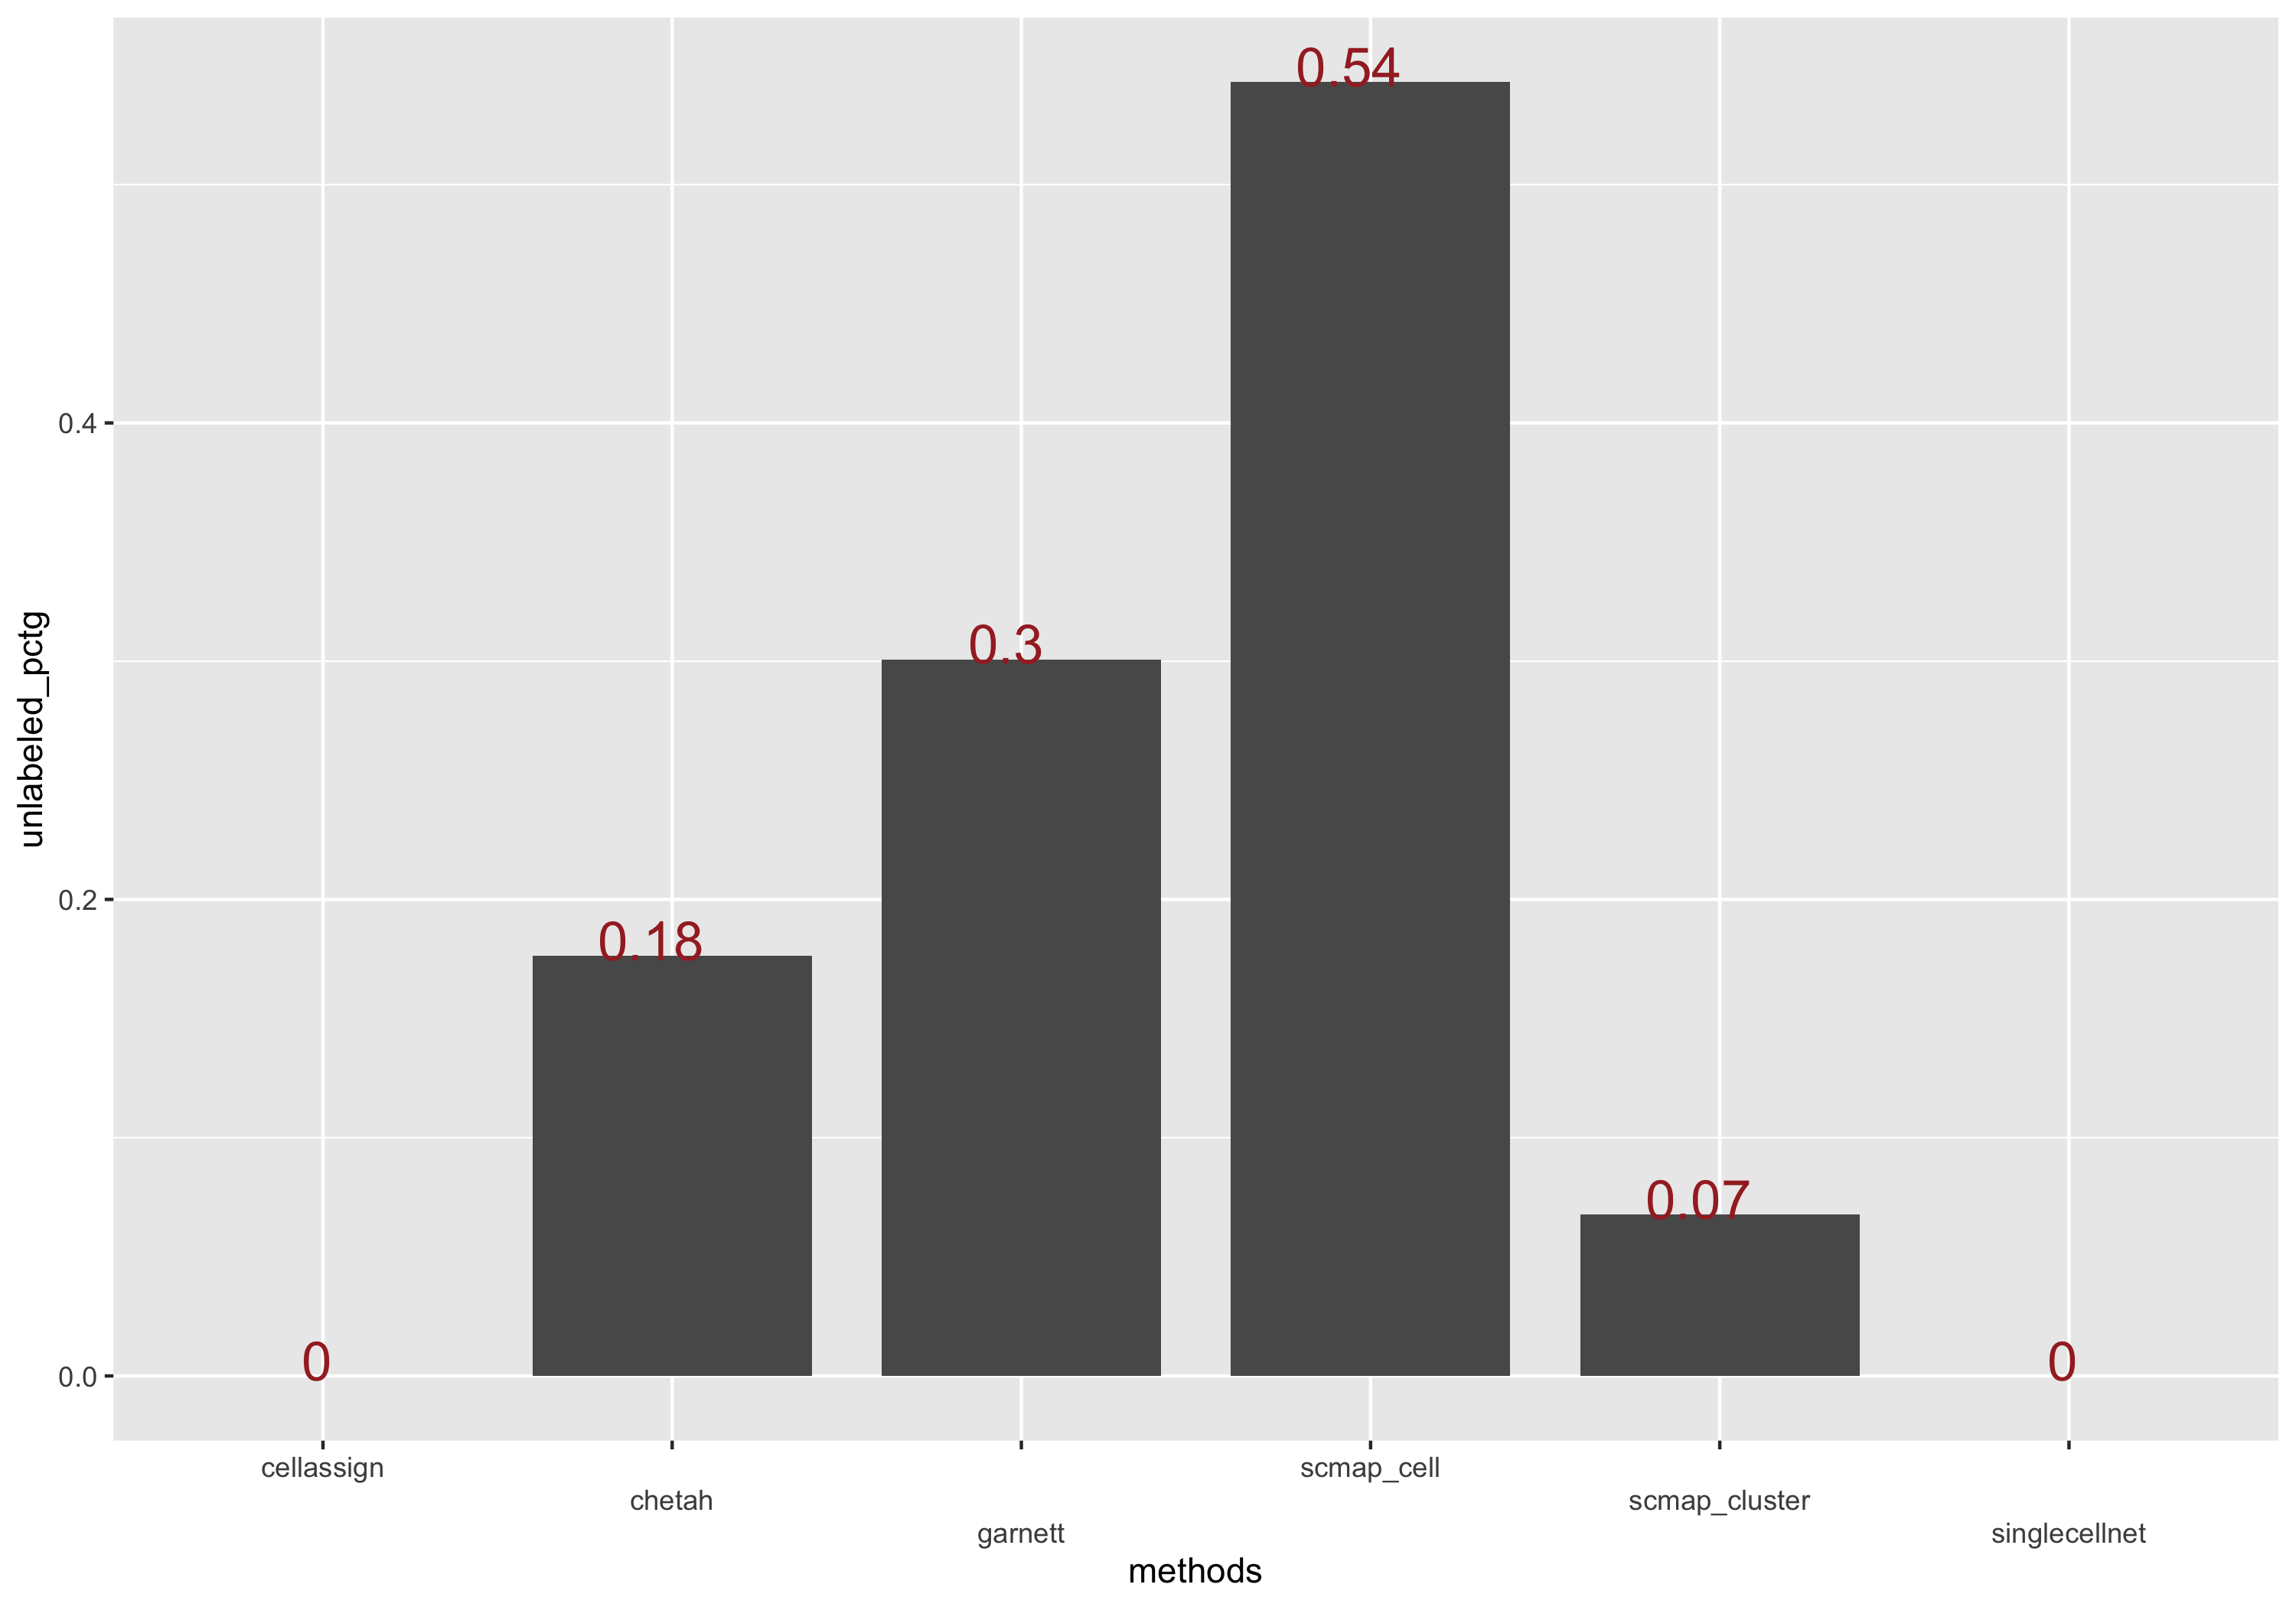 0.54
0.4
0.3
0.2
0.18
0.07
0
0
0.0
unlabeled_pctg
cellassign
scmap_cell
chetah
scmap_cluster
garnett
singlecellnet
methods